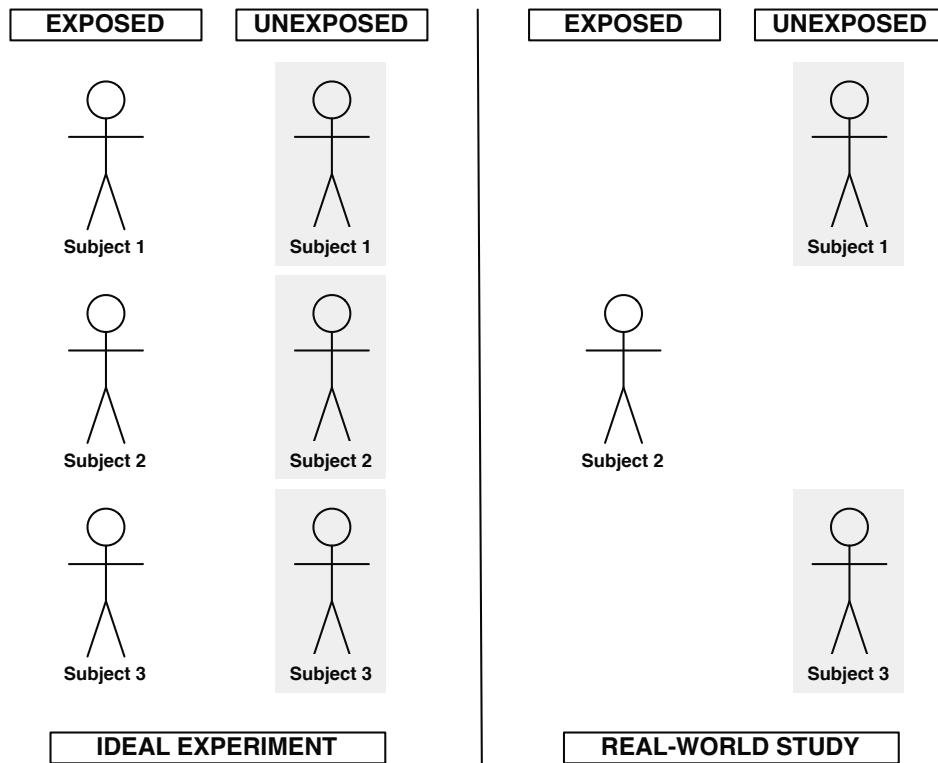 EXPOSED UNEXPOSED EXPOSED UNEXPOSED
Subject 1 Subject 1 Subject 1
Subject 2 Subject 2 Subject 2
Subject 3 Subject 3 Subject 3
IDEAL EXPERIMENT REAL-WORLD STUDY